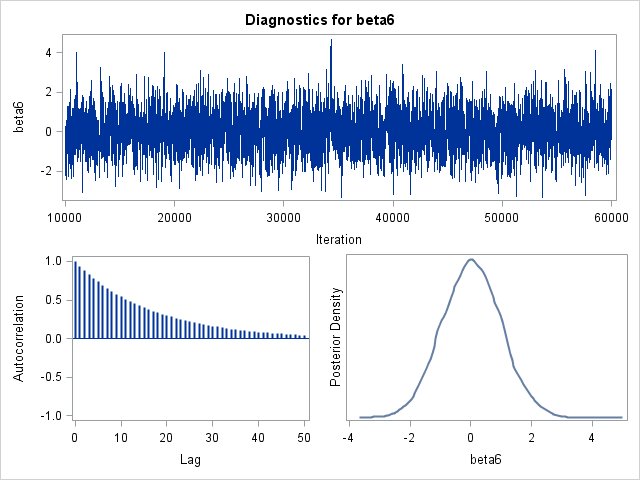 Diagnostics for beta6
beta6
4
2
0
-2
10000 20000 30000 40000 50000 60000
Iteration
Autocorrelation
1.0
0.5
0.0
-0.5
-1.0
0 10 20 30 40 50
Lag
Posterior Density
-4 -2 0 2 4
beta6